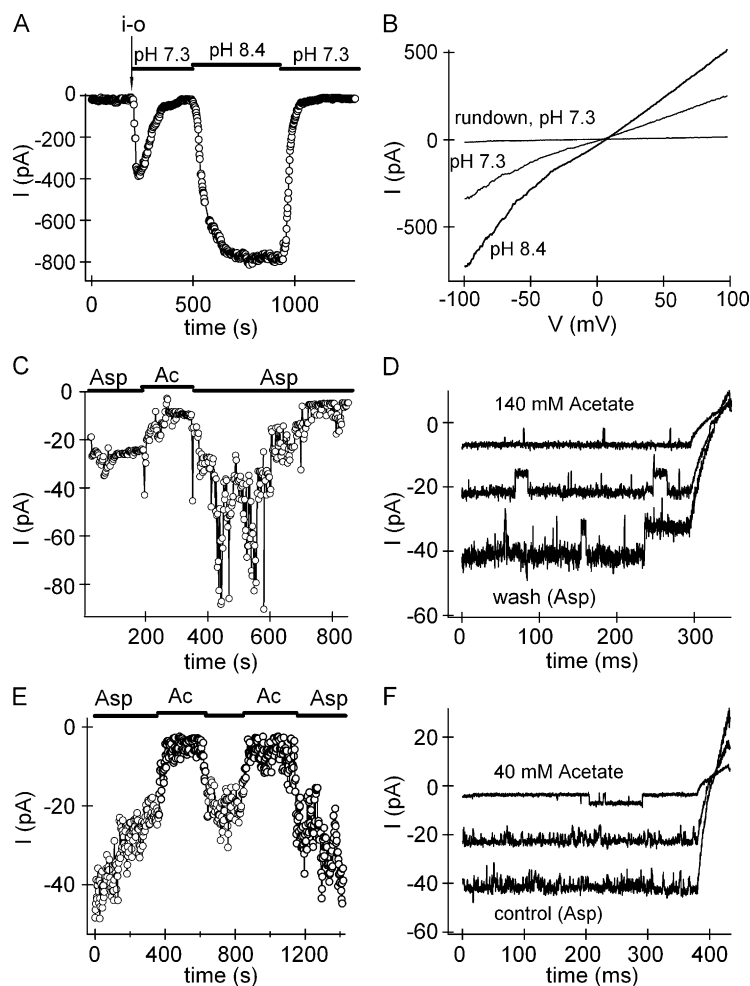 A
i-o
pH 7.3 pH 8.4 pH 7.3
0
-200
-400
-600
-800
I (pA)
0 500 1000
time (s)
B
500
0
500
I (pA)
rundown, pH 7.3
pH 7.3
pH 8.4
-100 -50 0 50 100
V (mV)
C
Asp Ac Asp
0
-20
-40
-60
-80
I (pA)
200 400 600 800
time (s)
D
0
-20
-40
-60
I (pA)
140 mM Acetate
wash (Asp)
0 100 200 300
time (ms)
E
Asp Ac Ac Asp
0
-20
-40
I (pA)
0 400 800 1200
time (s)
F
20
0
-20
-40
-60
I (pA)
40 mM Acetate
control (Asp)
0 100 200 300 400
time (ms)